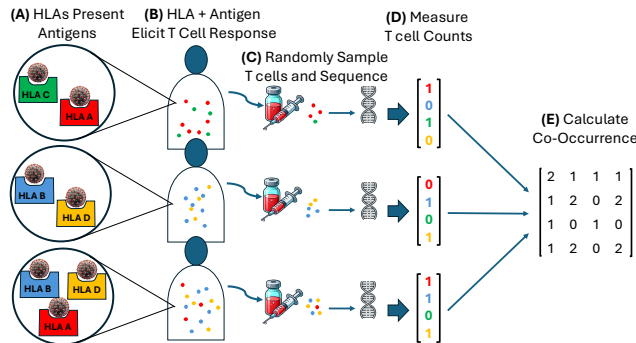 (A) HLAs Present
Antigens
(B) HLA + Antigen
Elicit T Cell Response
(C) Randomly Sample
T cells and Sequence
(D) Measure
T cell Counts
(E) Calculate
Co-Occurrence
HLA C
HLA A
1
0
1
0
HLA B
HLA D
0
1
0
1
HLA B
HLA D
HLA A
1
1
0
1
2 1 1 1
1 2 0 2
1 0 1 0
1 2 0 2